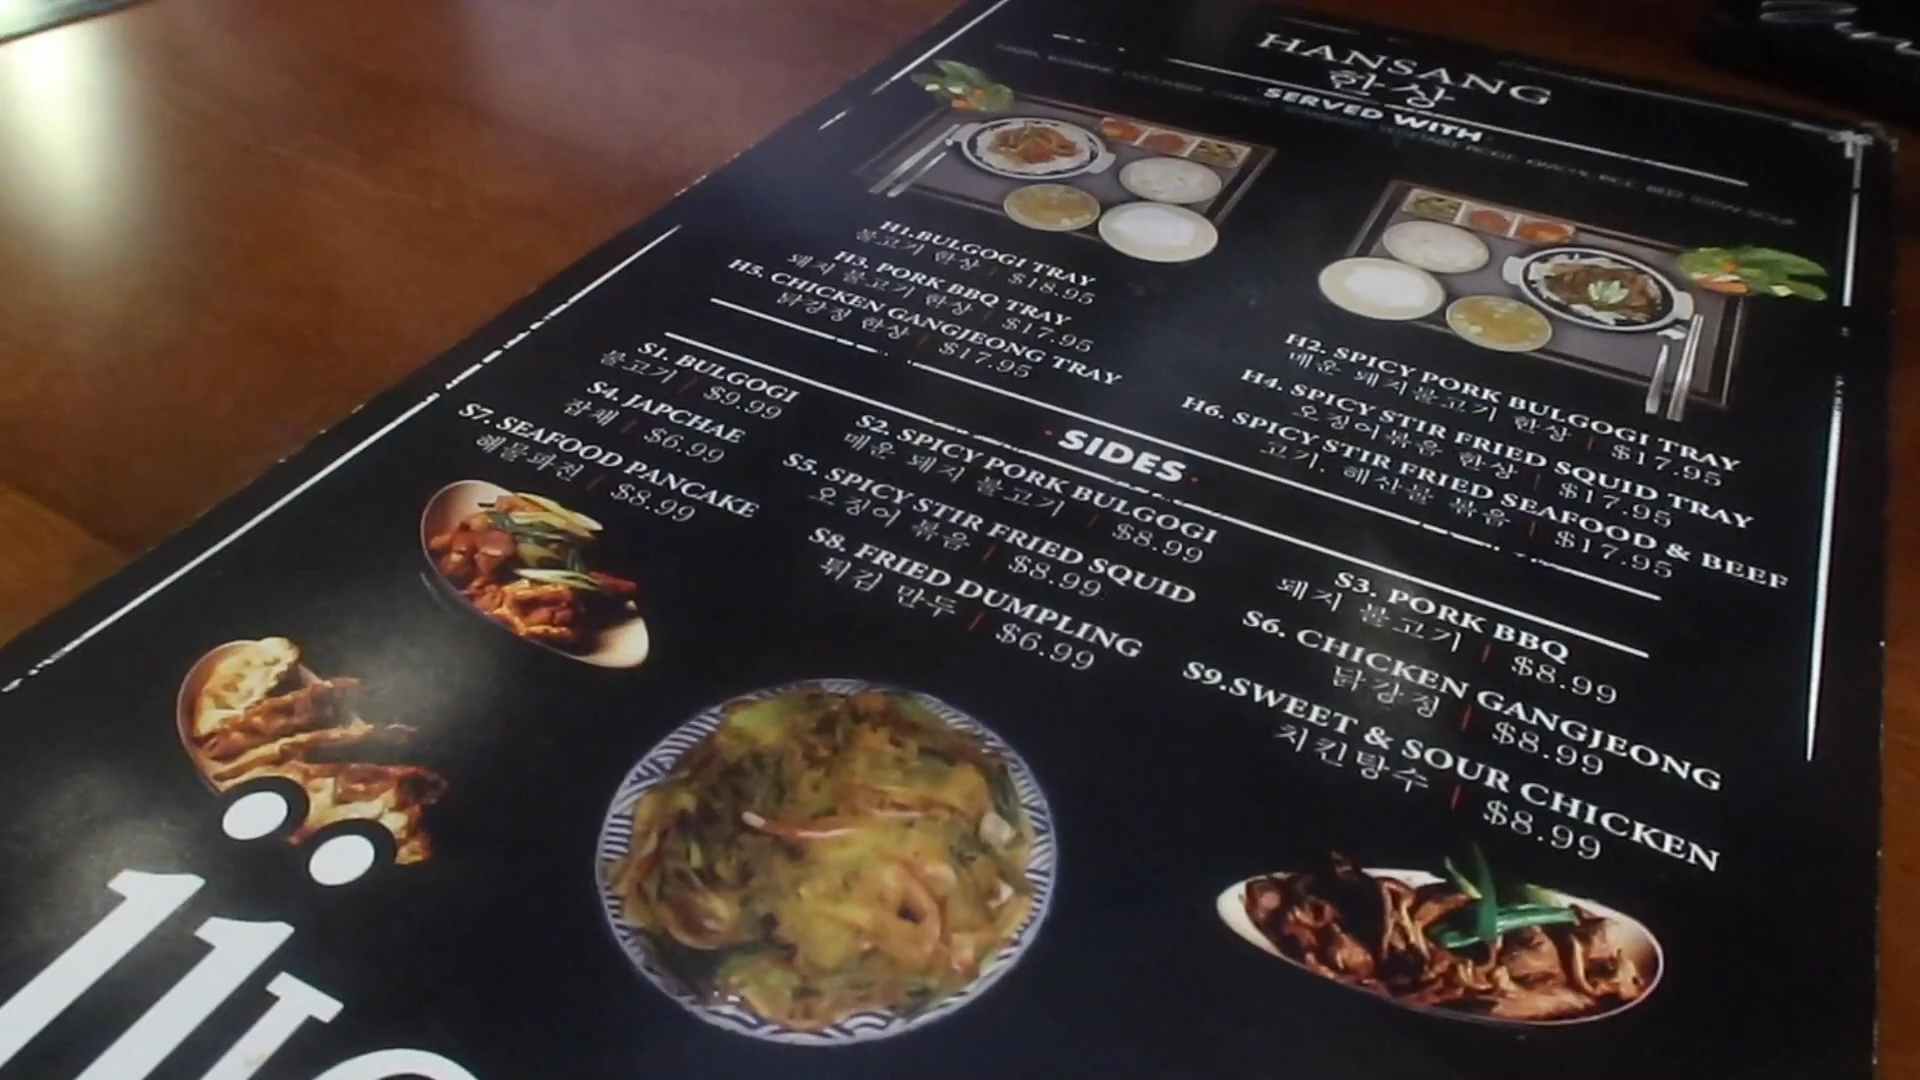 HANSANG
한상
SERVED WITH
H1.BULGOGI TRAY
불고기 한상 | $18.95
H3. PORK BBQ TRAY
돼지 불고기 한상 | $17.95
H5. CHICKEN GANGJEONG TRAY
닭강정 한상 | $17.95
H2. SPICY PORK BULGOGI TRAY
매운 돼지불고기 한상 | $17.95
H4. SPICY STIR FRIED SQUID TRAY
오징어볶음 한상 | $17.95
H6. SPICY STIR FRIED SEAFOOD & BEEF
고기, 해산물 볶음 | $17.95
SIDES
S1. BULGOGI
불고기 | $9.99
S4. JAPCHAE
잡채 | $6.99
S7. SEAFOOD PANCAKE
해물파전 | $8.99
S2. SPICY PORK BULGOGI
매운 돼지 불고기 | $8.99
S5. SPICY STIR FRIED SQUID
오징어 볶음 | $8.99
S8. FRIED DUMPLING
튀김 만두 | $6.99
S3. PORK BBQ
돼지 불고기 | $8.99
S6. CHICKEN GANGJEONG
닭강정 | $8.99
S9.SWEET & SOUR CHICKEN
치킨탕수 | $8.99